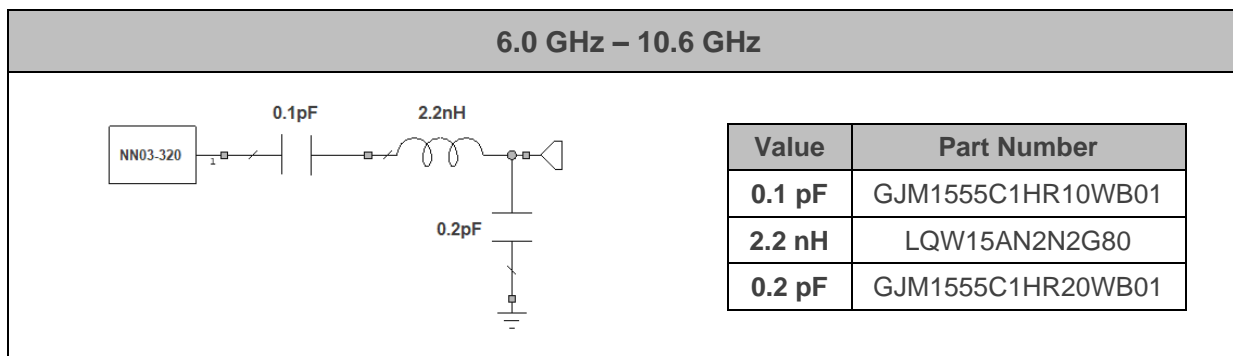 6.0 GHz – 10.6 GHz
0.1pF
2.2nH
NN03-320
1
0.2pF
Value Part Number
0.1 pF GJM1555C1HR10WB01
2.2 nH LQW15AN2N2G80
0.2 pF GJM1555C1HR20WB01